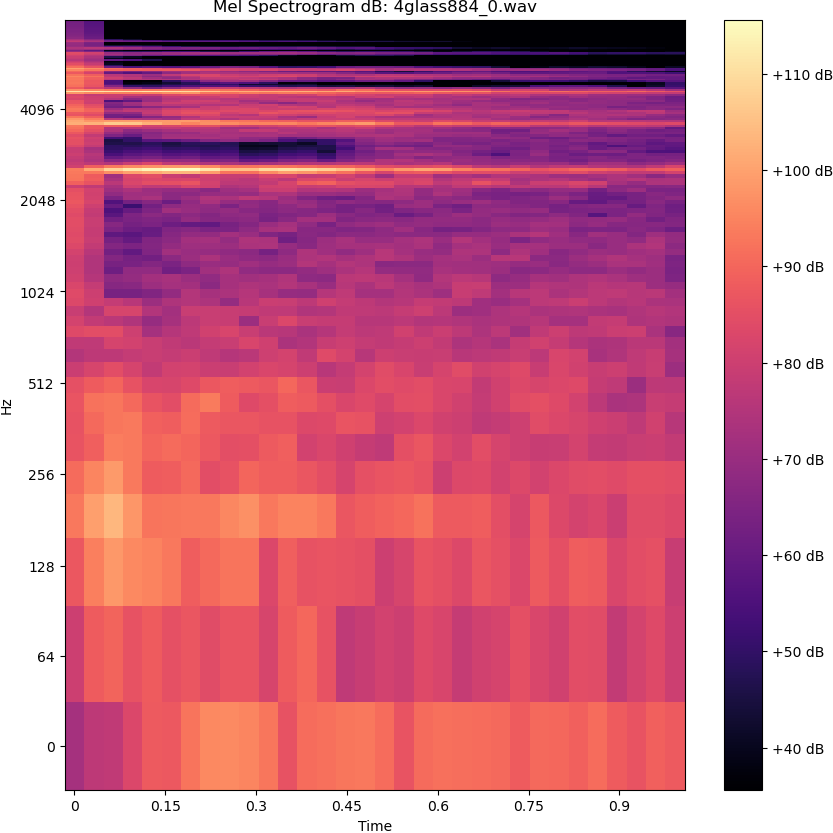 Mel Spectrogram dB: 4glass884_0.wav
4096
2048
1024
512
256
128
64
0
Hz
0 0.15 0.3 0.45 0.6 0.75 0.9
Time
+110 dB
+100 dB
+90 dB
+80 dB
+70 dB
+60 dB
+50 dB
+40 dB